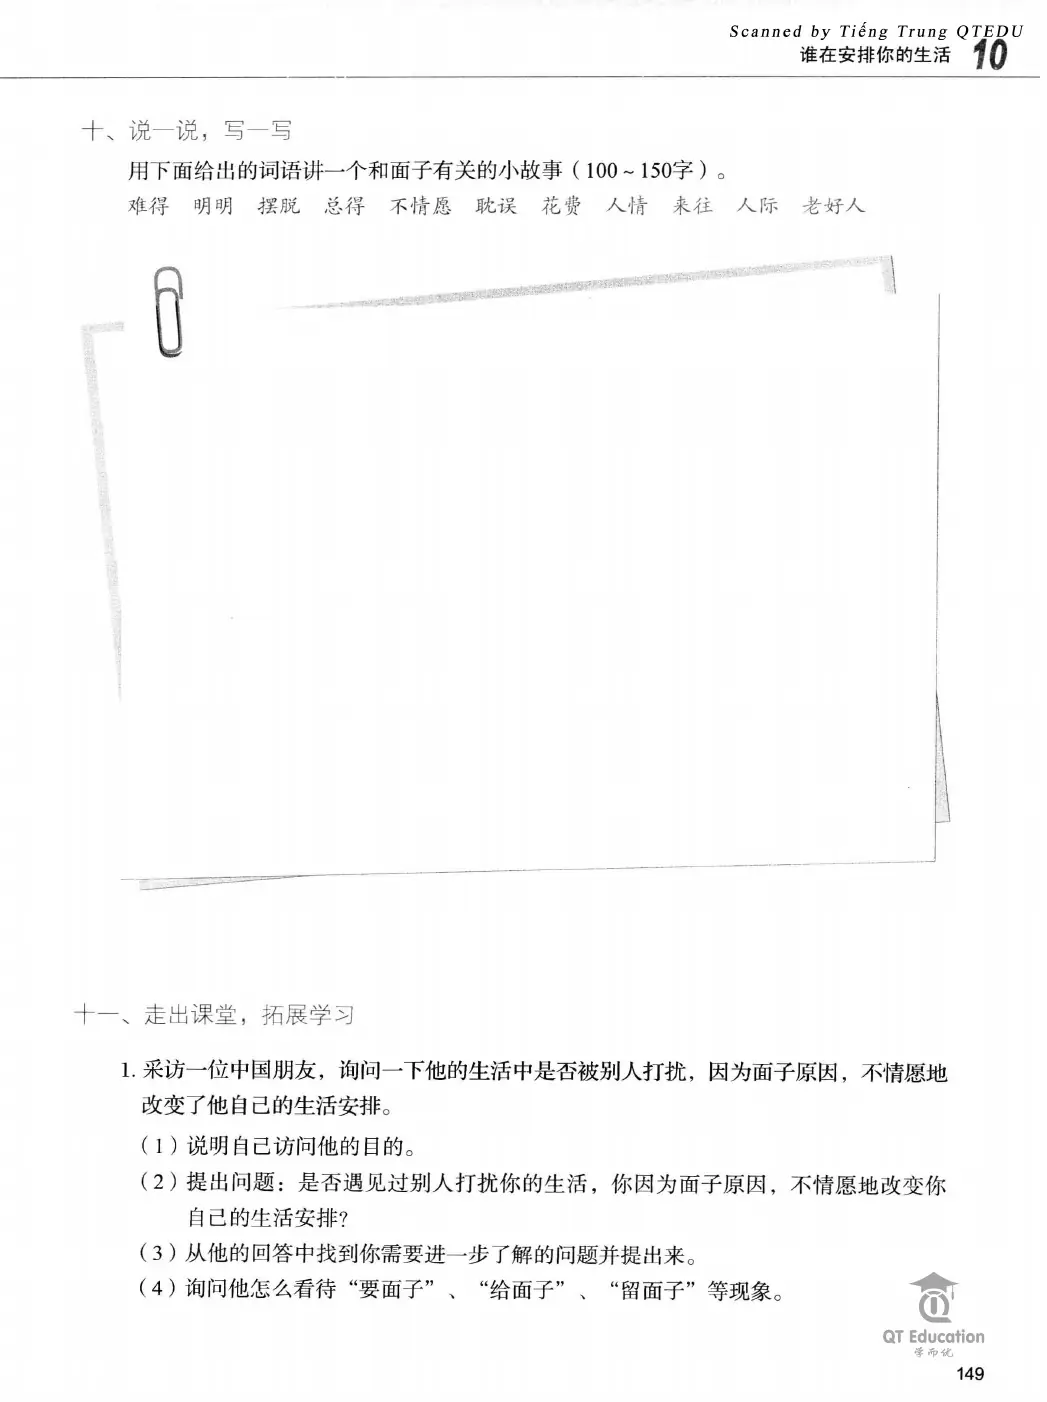 Scanned by Tiếng Trung QTEDU
谁在安排你的生活 10
十、说一说，写一写
用下面给出的词语讲一个和面子有关的小故事（100～150字）。
难得 明明 摆脱 总得 不情愿 耽误 花费 人情 来往 人际 老好人
十一、走出课堂，拓展学习
1. 采访一位中国朋友，询问一下他的生活中是否被别人打扰，因为面子原因，不情愿地
改变了他自己的生活安排。
（1）说明自己访问他的目的。
（2）提出问题：是否遇见过别人打扰你的生活，你因为面子原因，不情愿地改变你
自己的生活安排？
（3）从他的回答中找到你需要进一步了解的问题并提出来。
（4）询问他怎么看待“要面子”、“给面子”、“留面子”等现象。
QT Education
学而优
149